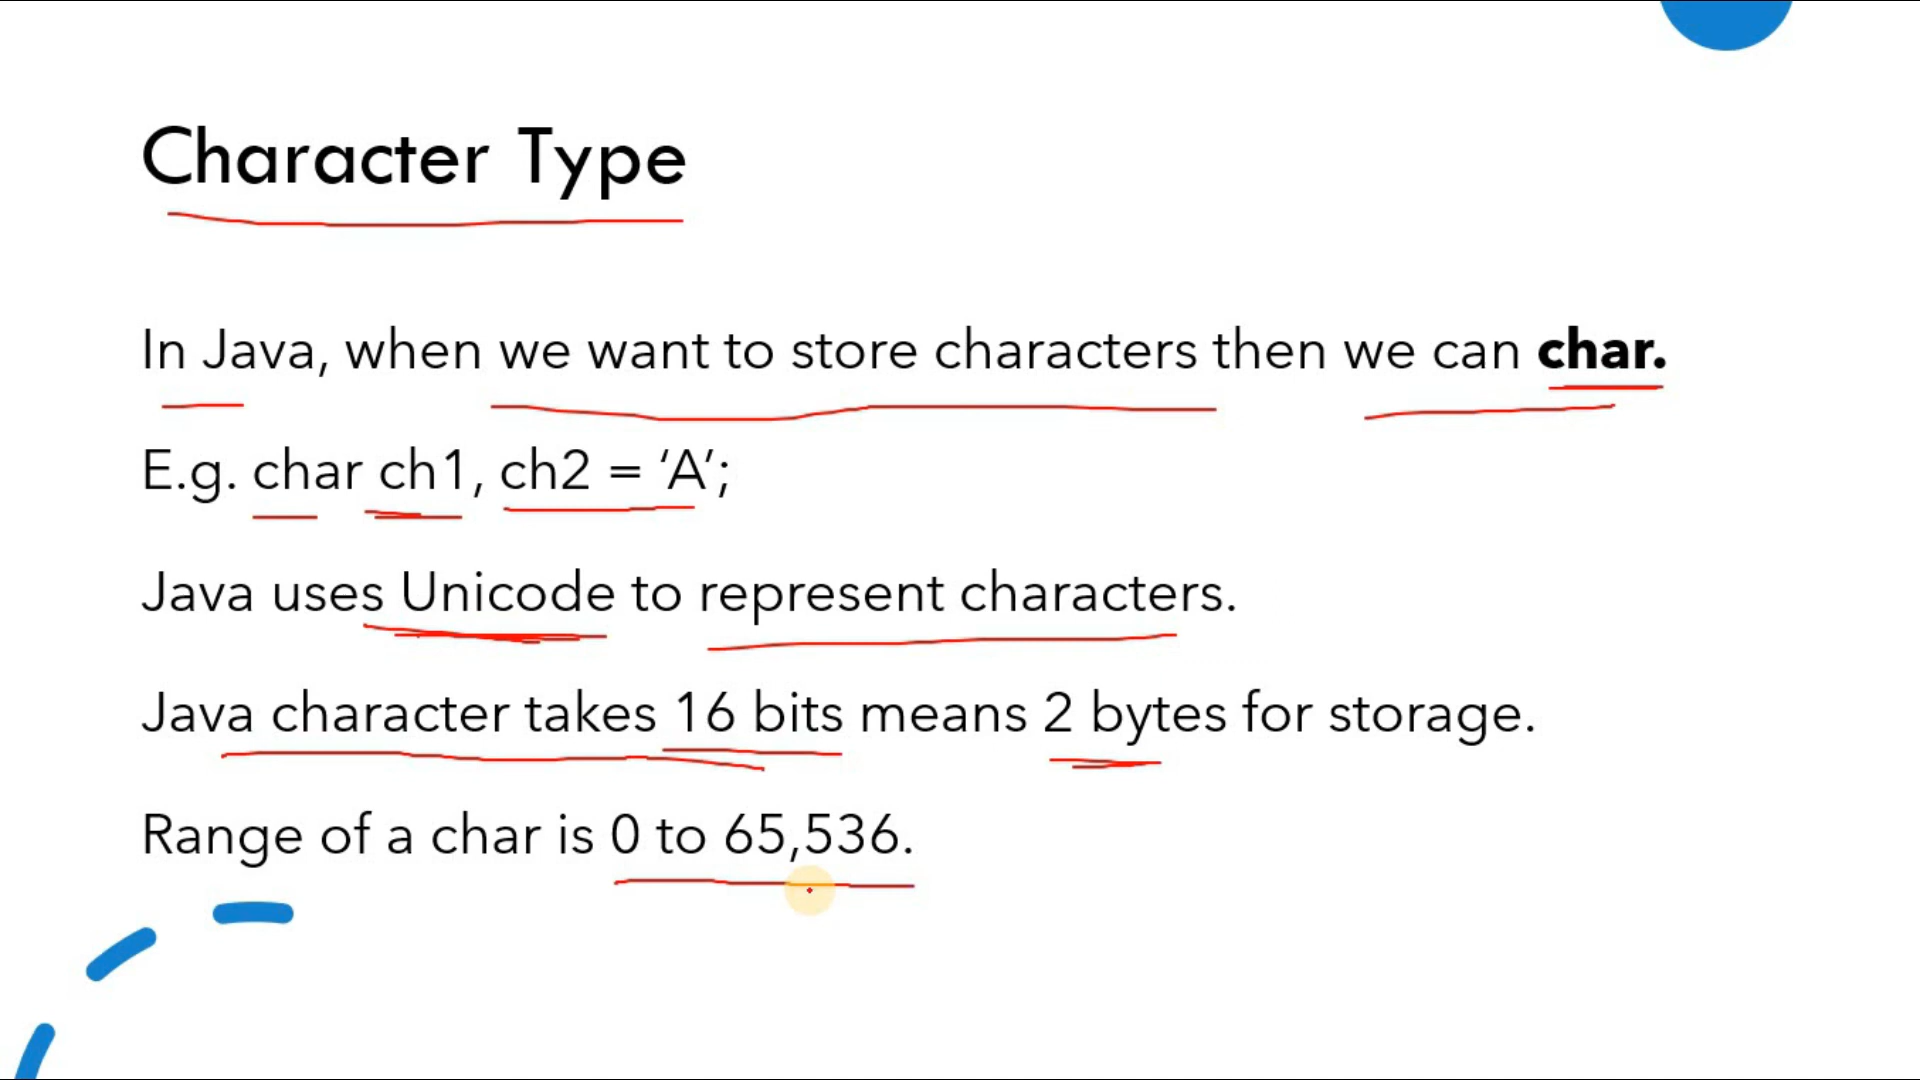 Character Type
In Java, when we want to store characters then we can char.
E.g. char ch1, ch2 = ‘A’;
Java uses Unicode to represent characters.
Java character takes 16 bits means 2 bytes for storage.
Range of a char is 0 to 65,536.